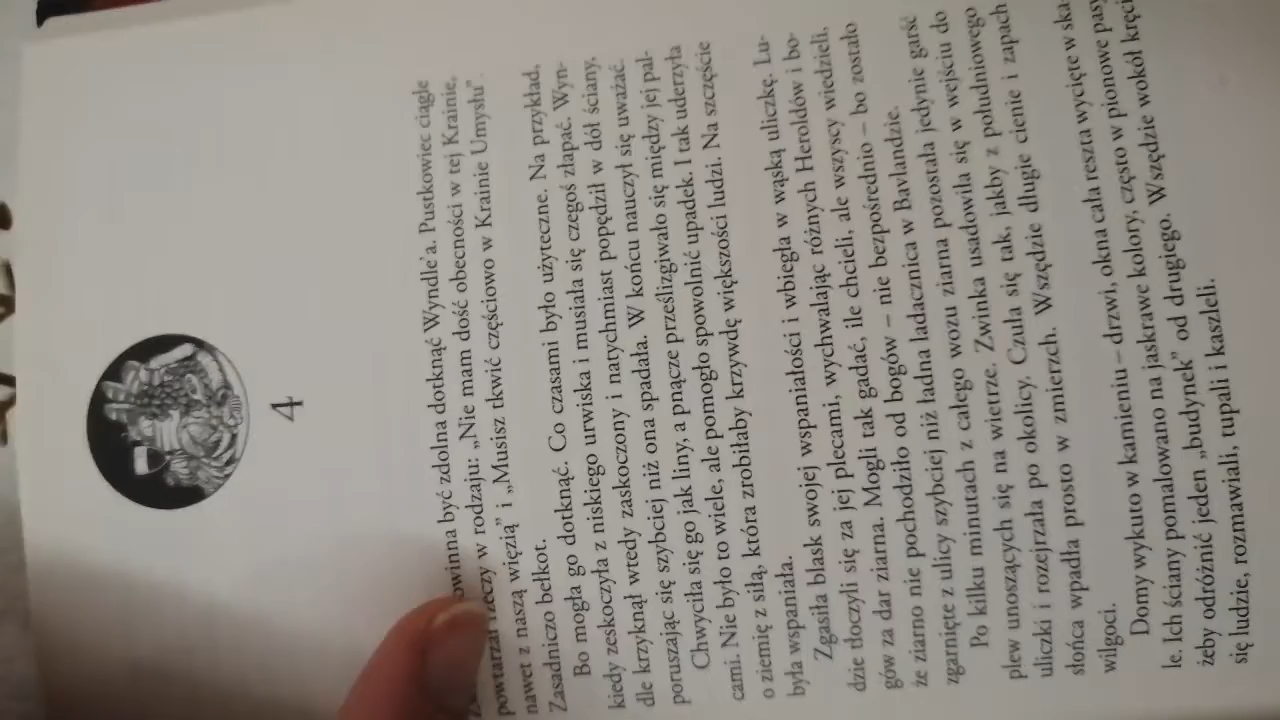 4
owinna być zdolna dotknąć Wyndle'a. Pustkowiec ciągle
powtarzał rzeczy w rodzaju: „Nie mam dość obecności w tej Krainie,
nawet z naszą więzią” i „Musisz tkwić częściowo w Krainie Umysłu”.
Zasadniczo bełkot.
Bo mogła go dotknąć. Co czasami było użyteczne. Na przykład,
kiedy zeskoczyła z niskiego urwiska i musiała się czegoś złapać. Wyn-
dle krzyknął wtedy zaskoczony i natychmiast popędził w dół ściany,
poruszając się szybciej niż ona spadała. W końcu nauczył się uważać.
Chwyciła się go jak liny, a pnącze prześlizgiwało się między jej pal-
cami. Nie było to wiele, ale pomogło spowolnić upadek. I tak uderzyła
o ziemię z siłą, która zrobiłaby krzywdę większości ludzi. Na szczęście
była wspaniała.
Zgasiła blask swojej wspaniałości i wbiegła w wąską uliczkę. Lu-
dzie tłoczyli się za jej plecami, wychwalając różnych Heroldów i bo-
gów za dar ziarna. Mogli tak gadać, ile chcieli, ale wszyscy wiedzieli,
że ziarno nie pochodziło od bogów – nie bezpośrednio – bo zostało
zgarnięte z ulicy szybciej niż ładna ladacznica w Bavlandzie.
Po kilku minutach z całego wozu ziarna pozostała jedynie garść
plew unoszących się na wietrze. Zwinka usadowiła się w wejściu do
uliczki i rozejrzała po okolicy. Czuła się tak, jakby z południowego
słońca wpadła prosto w zmierzch. Wszędzie długie cienie i zapach
wilgoci.
Domy wykuto w kamieniu – drzwi, okna cała reszta wycięte w ska-
le. Ich ściany pomalowano na jaskrawe kolory, często w pionowe pasy
żeby odróżnić jeden „budynek” od drugiego. Wszędzie wokół kręci
się ludzie, rozmawiali, tupali i kaszleli.